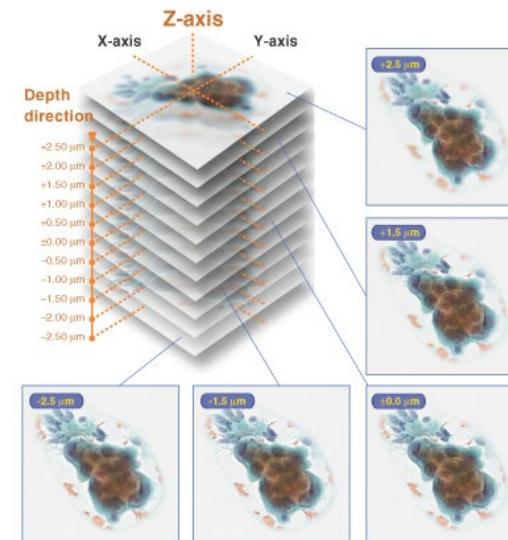 Z-axis
X-axis
Y-axis
Depth
direction
+2.50 µm
+2.00 µm
+1.50 µm
+1.00 µm
+0.50 µm
±0.00 µm
−0.50 µm
−1.00 µm
−1.50 µm
−2.00 µm
−2.50 µm
+2.5 µm
+1.5 µm
-2.5 µm
-1.5 µm
±0.0 µm